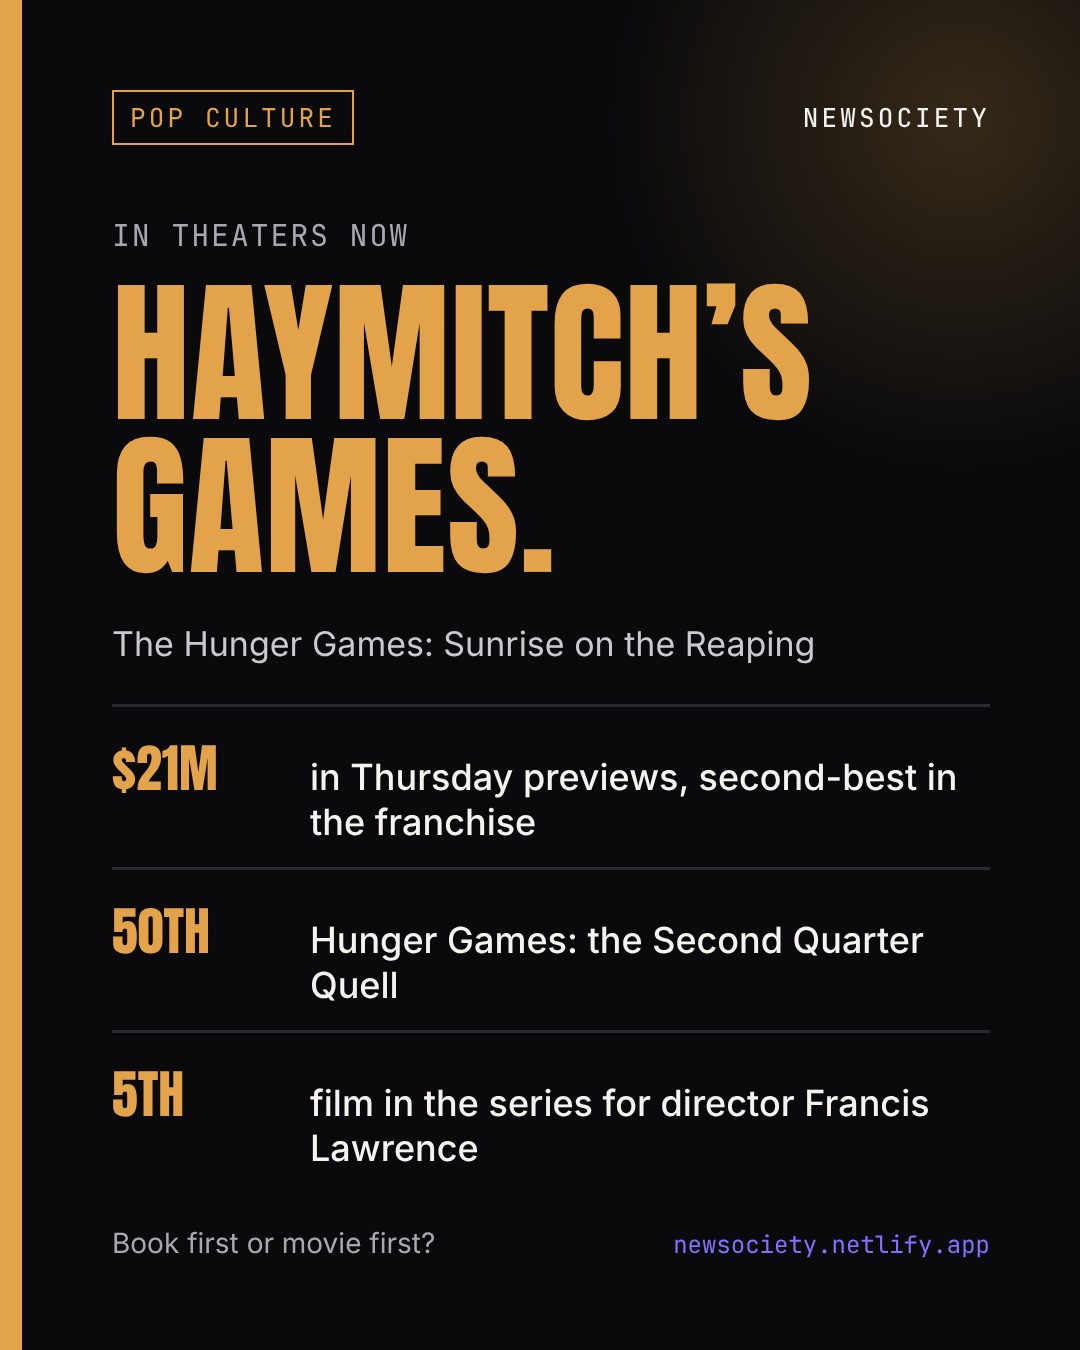 POP CULTURE
NEWSOCIETY
IN THEATERS NOW
HAYMITCH’S
GAMES.
The Hunger Games: Sunrise on the Reaping
$21M
in Thursday previews, second-best in
the franchise
50TH
Hunger Games: the Second Quarter
Quell
5TH
film in the series for director Francis
Lawrence
Book first or movie first?
newsociety.netlify.app